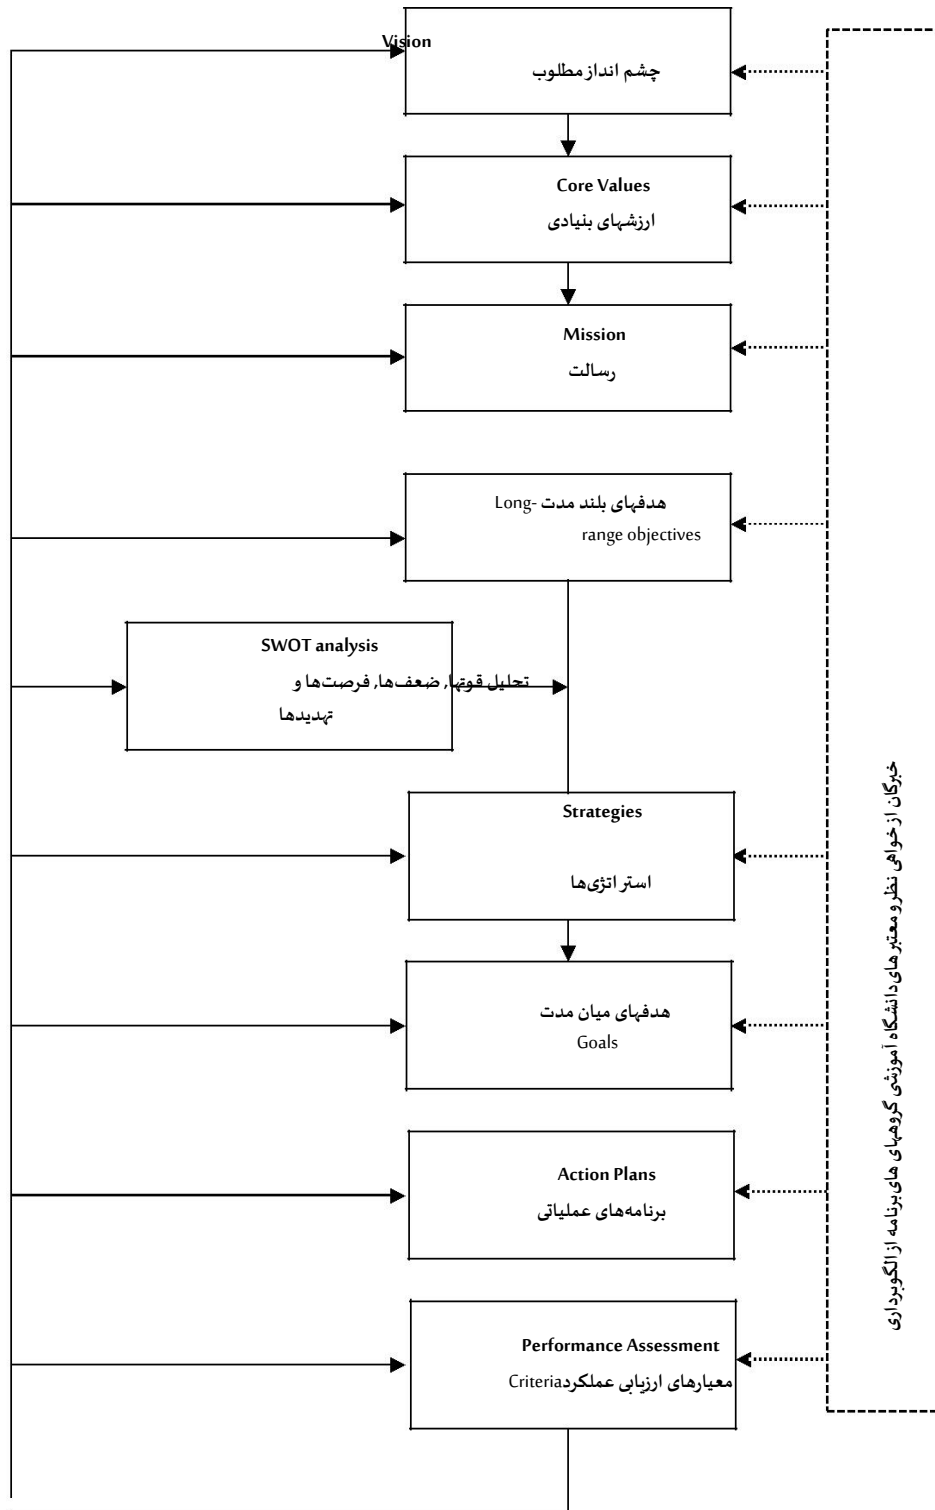 Vision
چشم انداز مطلوب
Core Values
ارزشهای بنیادی
Mission
رسالت
هدفهای بلند مدت Long-
range objectives
SWOT analysis
تحلیل قوتها, ضعف‌ها, فرصت‌ها و
تهدیدها
Strategies
استراتژی‌ها
هدفهای میان مدت
Goals
Action Plans
برنامه‌های عملیاتی
Performance Assessment
معیارهای ارزیابی عملکردCriteria
خبرگان از خواهی نظر و معتبر های دانشگاه آموزشی گروههای های برنامه از الگوبرداری